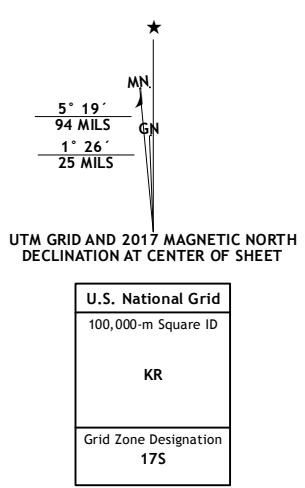 MN
GN
5° 19´
94 MILS
1° 26´
25 MILS
UTM GRID AND 2017 MAGNETIC NORTH
DECLINATION AT CENTER OF SHEET
U.S. National Grid
100,000-m Square ID
KR
Grid Zone Designation
17S